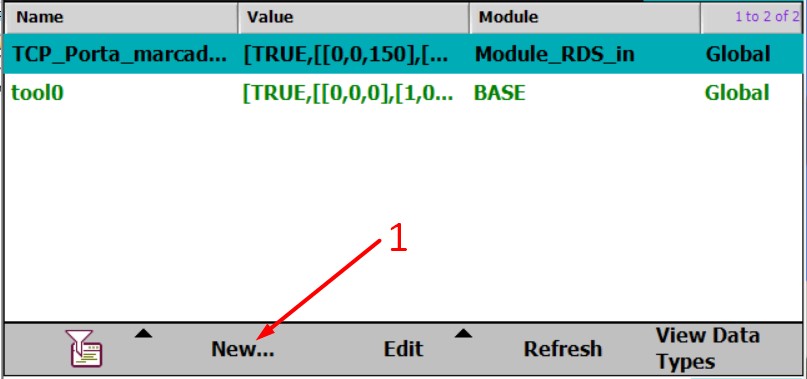 Name Value Module 1 to 2 of 2
TCP_Porta_marcad... [TRUE,[[0,0,150],[... Module_RDS_in Global
tool0 [TRUE,[[0,0,0],[1,0... BASE Global
1
New... Edit Refresh View Data
Types